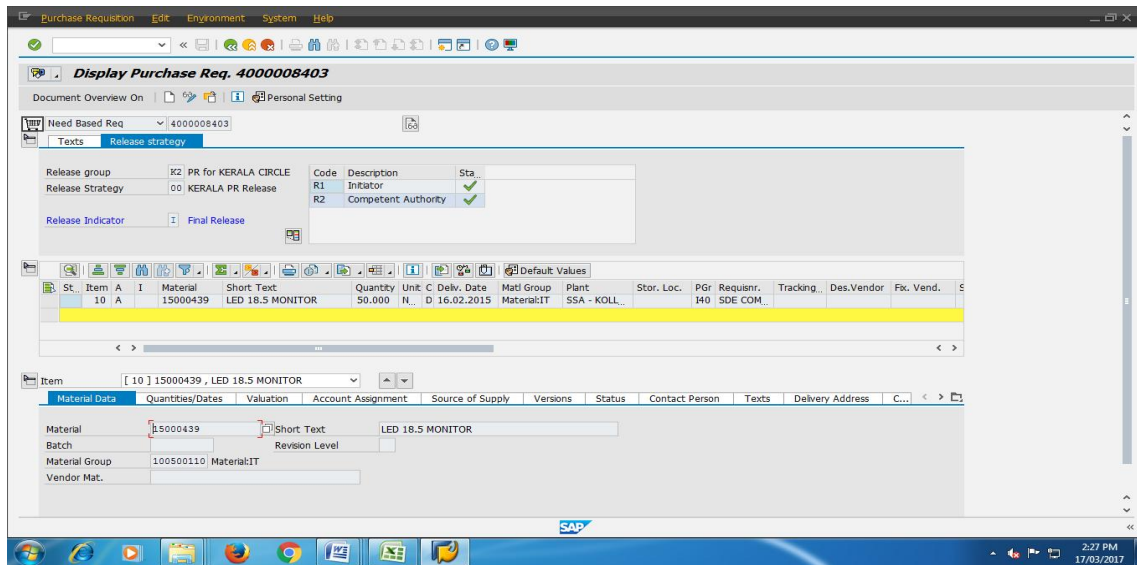 Purchase Requisition Edit Environment System Help
Display Purchase Req. 4000008403
Document Overview On Personal Setting
Need Based Req 4000008403
Texts Release strategy
Release group K2 PR for KERALA CIRCLE Code Description Sta..
Release Strategy 00 KERALA PR Release R1 Initiator
R2 Competent Authority
Release Indicator I Final Release
Default Values
St.. Item A I Material Short Text Quantity Unit C Deliv. Date Matl Group Plant Stor. Loc. PGr Requisnr. Tracking... Des.Vendor Fix. Vend. S
10 A 15000439 LED 18.5 MONITOR 50.000 N... D 16.02.2015 Material:IT SSA - KOLL... I40 SDE COM...
Item [ 10 ] 15000439 , LED 18.5 MONITOR
Material Data Quantities/Dates Valuation Account Assignment Source of Supply Versions Status Contact Person Texts Delivery Address C...
Material 15000439 Short Text LED 18.5 MONITOR
Batch Revision Level
Material Group 100500110 Material:IT
Vendor Mat.
SAP
2:27 PM
17/03/2017